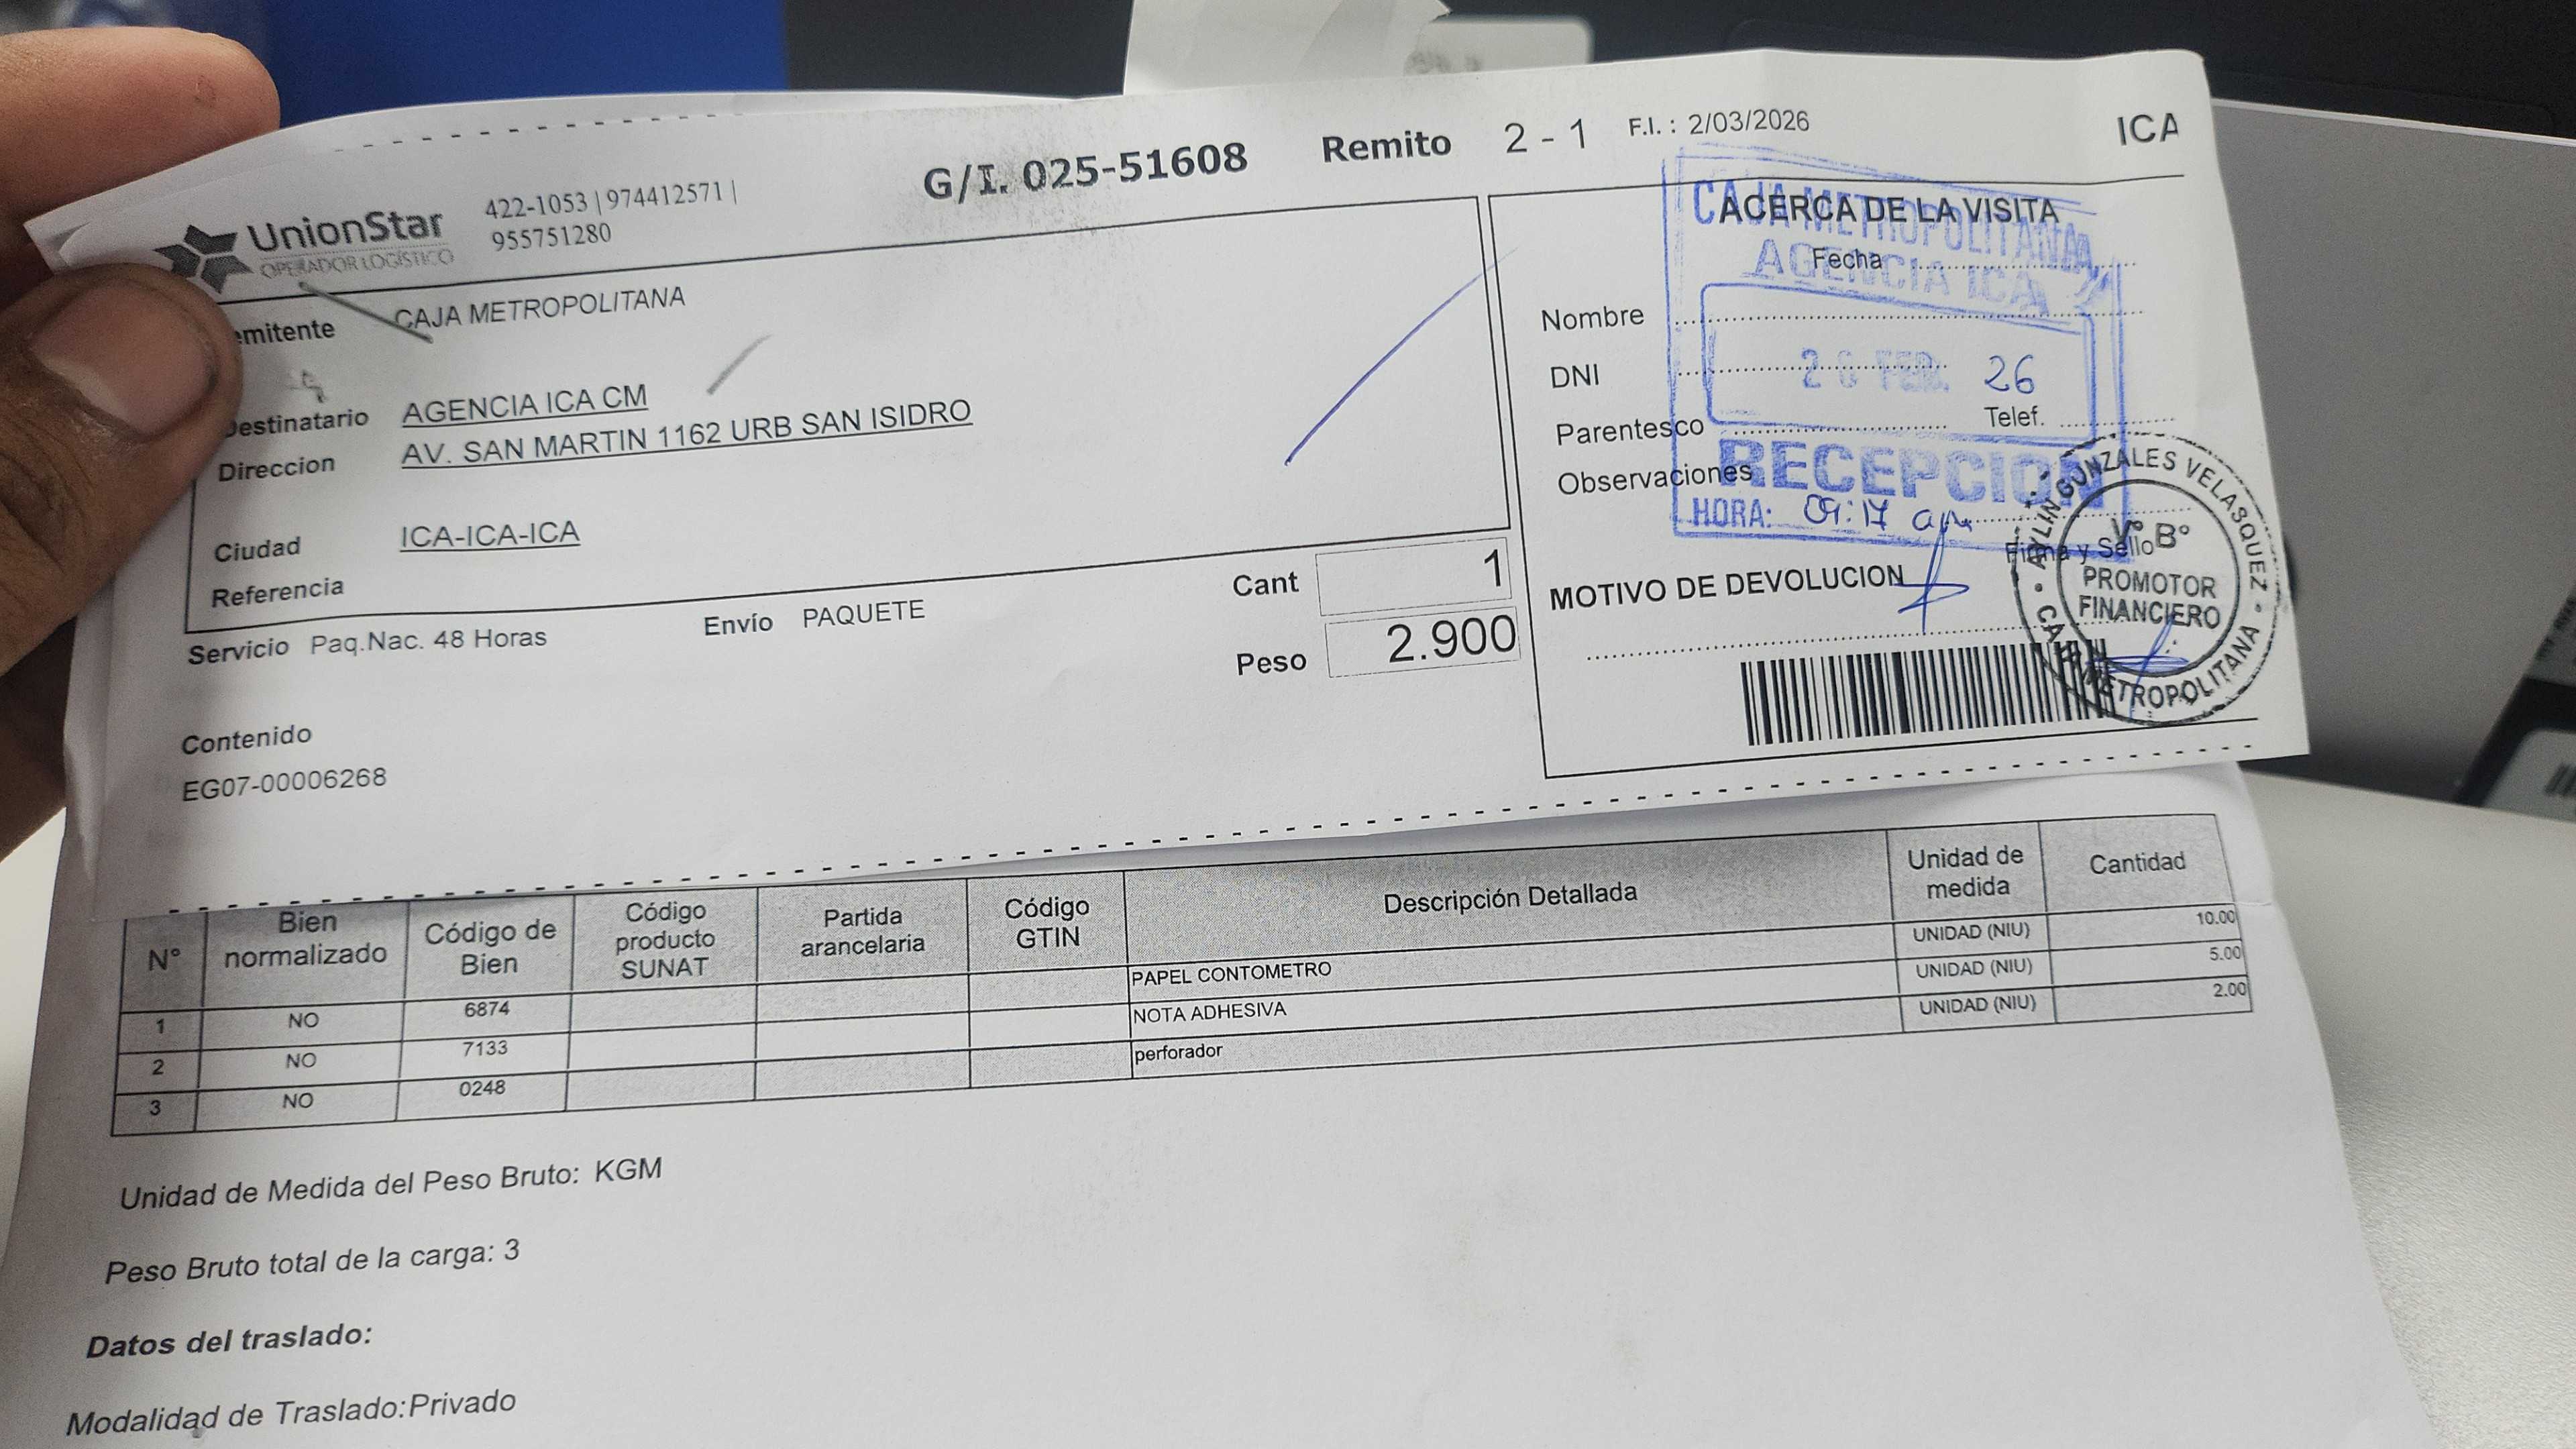 G/I. 025-51608 Remito 2 - 1 F.I. : 2/03/2026 ICA
UnionStar
OPERADOR LOGÍSTICO
422-1053 | 974412571 |
955751280
emitente CAJA METROPOLITANA
Destinatario AGENCIA ICA CM
Direccion AV. SAN MARTIN 1162 URB SAN ISIDRO
Ciudad ICA-ICA-ICA
Referencia
Servicio Paq.Nac. 48 Horas Envío PAQUETE
Cant 1
Peso 2.900
Contenido
EG07-00006268
ACERCA DE LA VISITA
Fecha
Nombre
DNI
Parentesco Telef.
Observaciones
Firma y Sello
MOTIVO DE DEVOLUCION
CAJA METROPOLITANA
AGENCIA ICA
FEB. 26
RECEPCION
HORA: 09:17 am
AYLIN GONZALES VELASQUEZ
V° B°
PROMOTOR
FINANCIERO
CAJA METROPOLITANA
N° Bien normalizado Código de Bien Código producto SUNAT Partida arancelaria Código GTIN Descripción Detallada Unidad de medida Cantidad
1 NO 6874 PAPEL CONTOMETRO UNIDAD (NIU) 10.00
2 NO 7133 NOTA ADHESIVA UNIDAD (NIU) 5.00
3 NO 0248 perforador UNIDAD (NIU) 2.00
Unidad de Medida del Peso Bruto: KGM
Peso Bruto total de la carga: 3
Datos del traslado:
Modalidad de Traslado:Privado